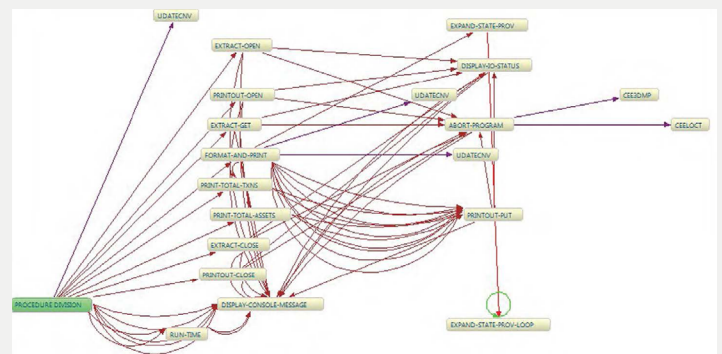 UDATECNV
EXPAND-STATE-PROV
EXTRACT-OPEN
DISPLAY-IO-STATUS
PRINTOUT-OPEN
UDATECNV
CEE3DMP
EXTRACT-GET
ABORT-PROGRAM
CEELOCT
FORMAT-AND-PRINT
UDATECNV
PRINT-TOTAL-TXNS
PRINT-TOTAL-ASSETS
PRINTOUT-PUT
EXTRACT-CLOSE
PRINTOUT-CLOSE
PROCEDURE DIVISION
DISPLAY-CONSOLE-MESSAGE
EXPAND-STATE-PROV-LOOP
RUN-TIME